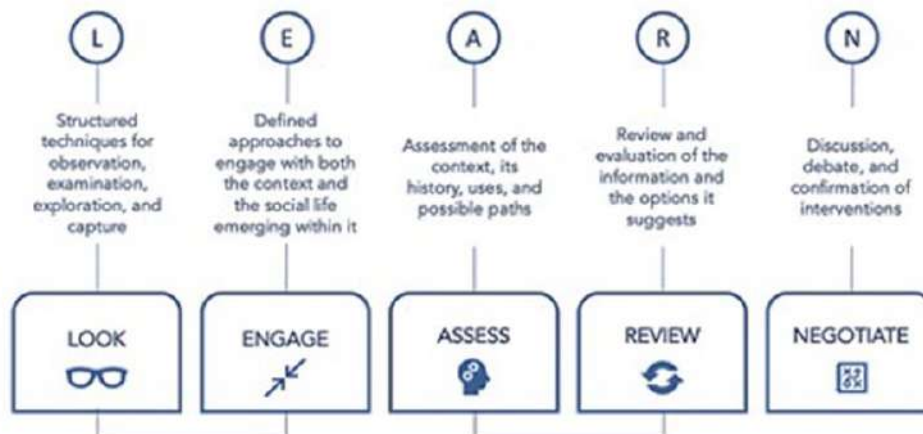 L
E
A
R
N
Structured
techniques for
observation,
examination,
exploration, and
capture
Defined
approaches to
engage with both
the context and
the social life
emerging within it
Assessment of the
context, its
history, uses, and
possible paths
Review and
evaluation of the
information and
the options it
suggests
Discussion,
debate, and
confirmation of
interventions
LOOK
ENGAGE
ASSESS
REVIEW
NEGOTIATE